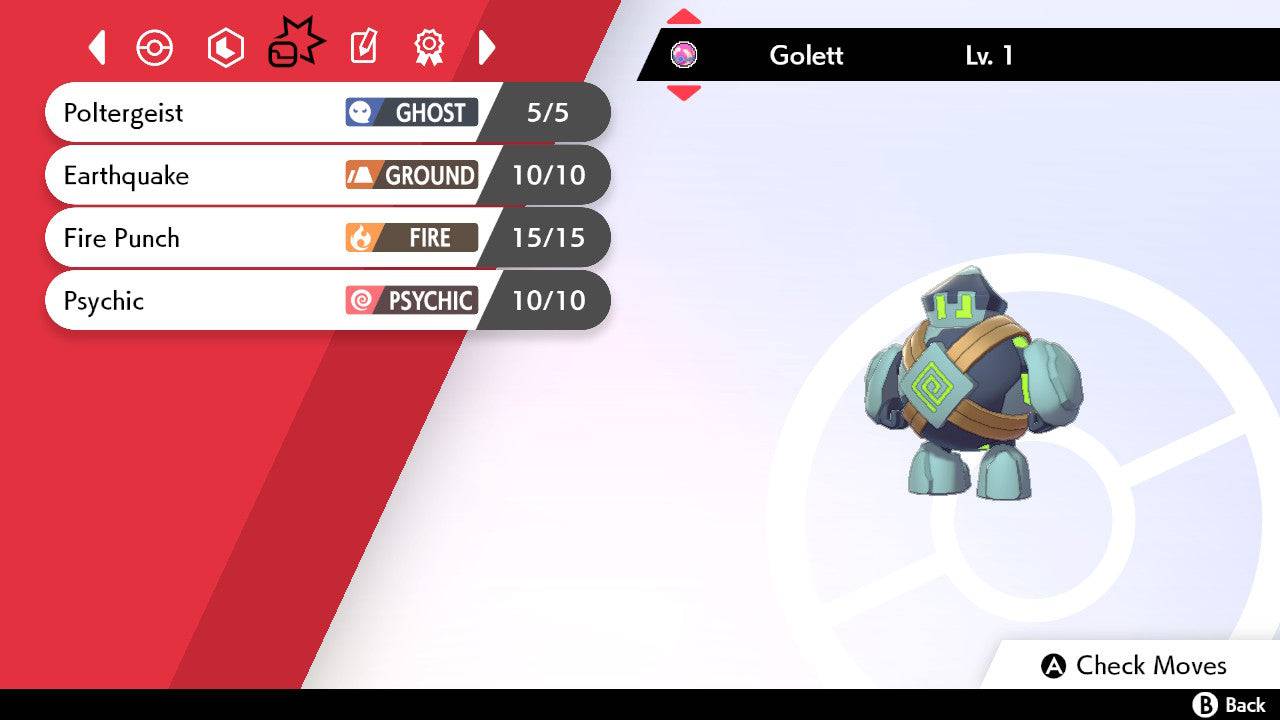 Golett Lv. 1
Poltergeist GHOST 5/5
Earthquake GROUND 10/10
Fire Punch FIRE 15/15
Psychic PSYCHIC 10/10
A Check Moves
B Back